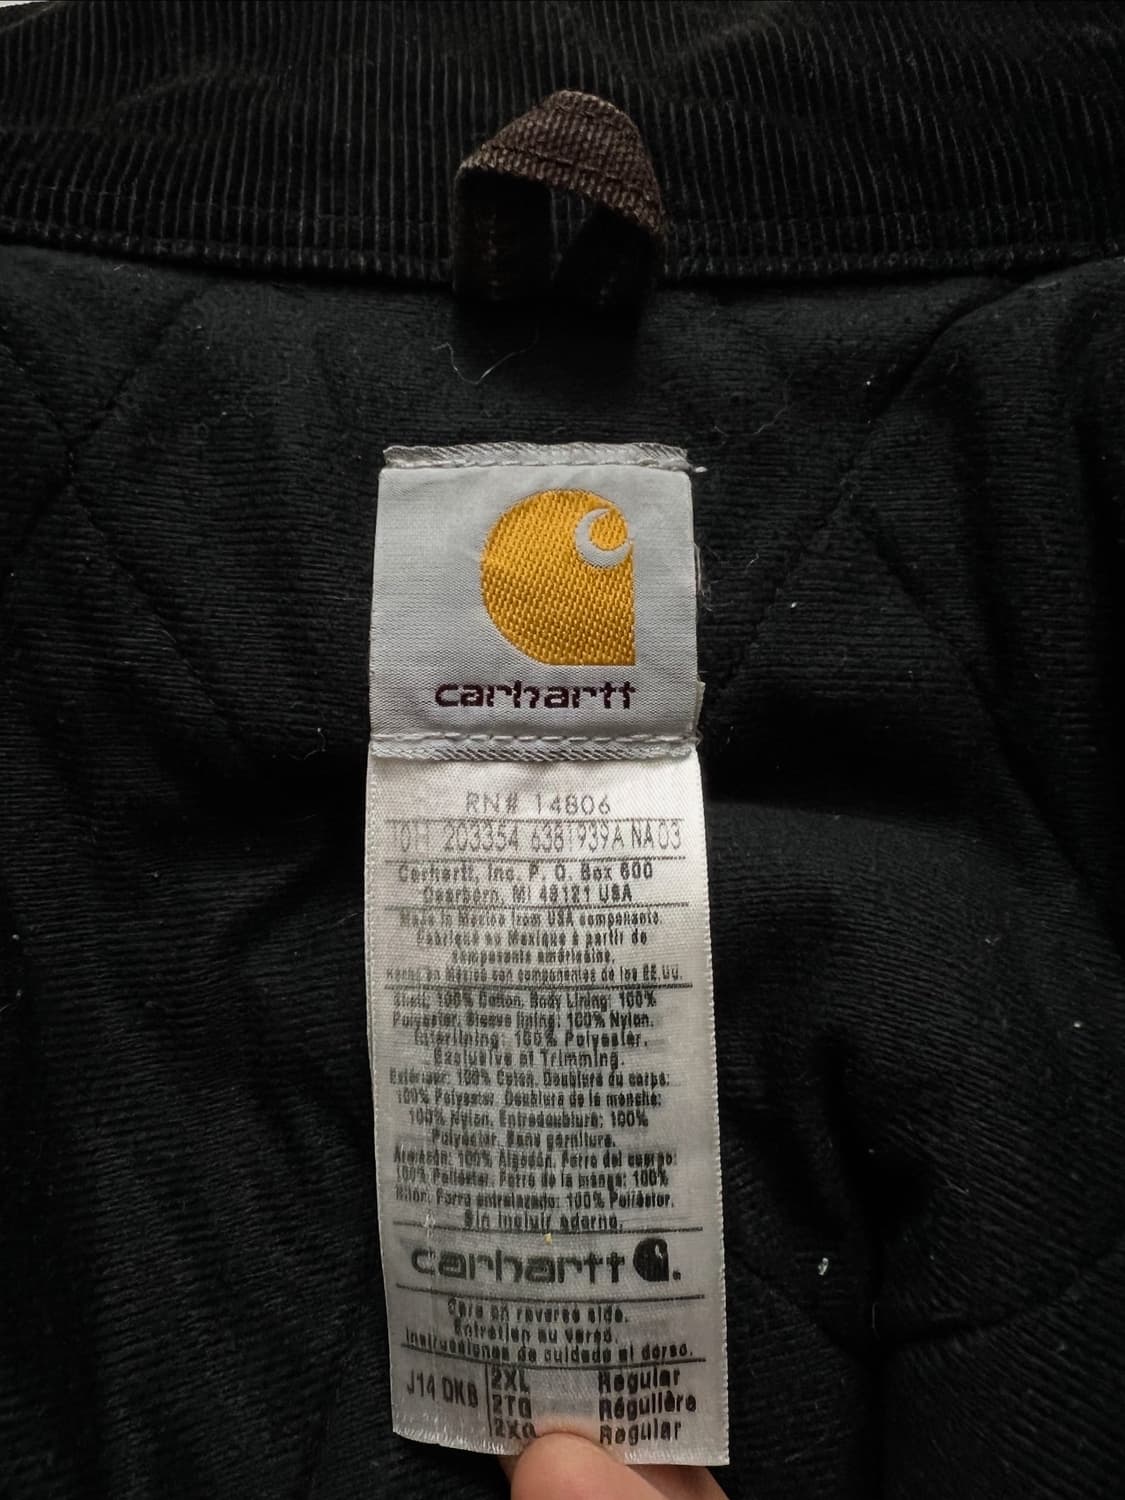 carhartt
RN# 14806
10H 203354 6381939A NA 03
Carhartt, Inc. P. O. Box 600
Dearborn, MI 48121 USA
Made in Mexico from USA components
Fabriqué au Mexique à partir de
composants américains.
Hecho en México con componentes de los EE.UU.
Shell: 100% Cotton. Body Lining: 100%
Polyester. Sleeve lining: 100% Nylon.
Interlining: 100% Polyester.
Exclusive of Trimming.
Extérieur: 100% Coton. Doublure du corps:
100% Polyester. Doublure de la manche:
100% Nylon. Entredoublure: 100%
Polyester. Sans garniture.
100% Algodón. Forro del cuerpo:
100% Poliéster. Forro de la manga: 100%
Nilon. Forro entrelazado: 100% Poliéster.
Sin incluir adorno.
carhartt
Care on reverse side.
Entretien au verso.
Instrucciones de cuidado al dorso.
J14 DKB 2XL Regular
2TG Régulière
2XG Regular